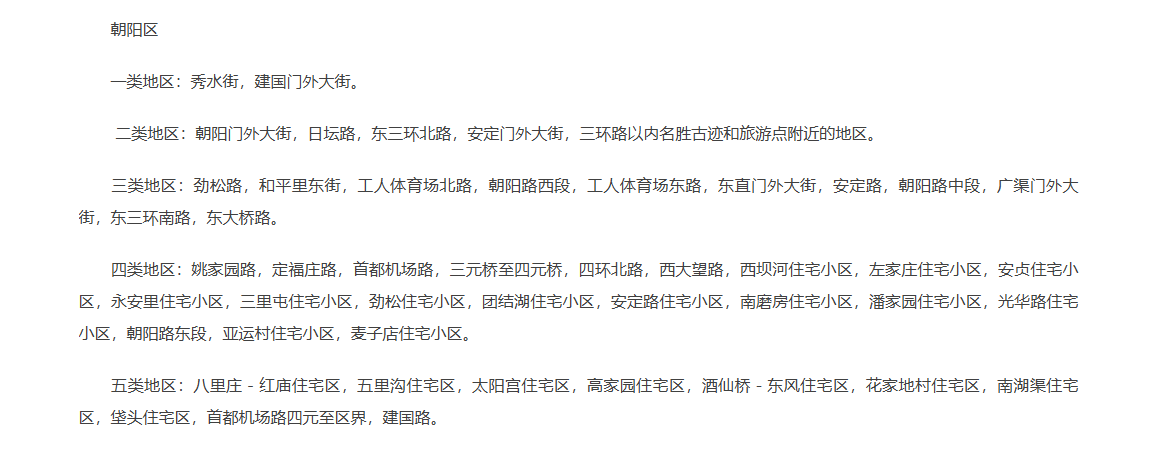 朝阳区
一类地区：秀水街，建国门外大街。
二类地区：朝阳门外大街，日坛路，东三环北路，安定门外大街，三环路以内名胜古迹和旅游点附近的地区。
三类地区：劲松路，和平里东街，工人体育场北路，朝阳路西段，工人体育场东路，东直门外大街，安定路，朝阳路中段，广渠门外大
街，东三环南路，东大桥路。
四类地区：姚家园路，定福庄路，首都机场路，三元桥至四元桥，四环北路，西大望路，西坝河住宅小区，左家庄住宅小区，安贞住宅小
区，永安里住宅小区，三里屯住宅小区，劲松住宅小区，团结湖住宅小区，安定路住宅小区，南磨房住宅小区，潘家园住宅小区，光华路住宅
小区，朝阳路东段，亚运村住宅小区，麦子店住宅小区。
五类地区：八里庄－红庙住宅区，五里沟住宅区，太阳宫住宅区，高家园住宅区，酒仙桥－东风住宅区，花家地村住宅区，南湖渠住宅
区，垡头住宅区，首都机场路四元至区界，建国路。